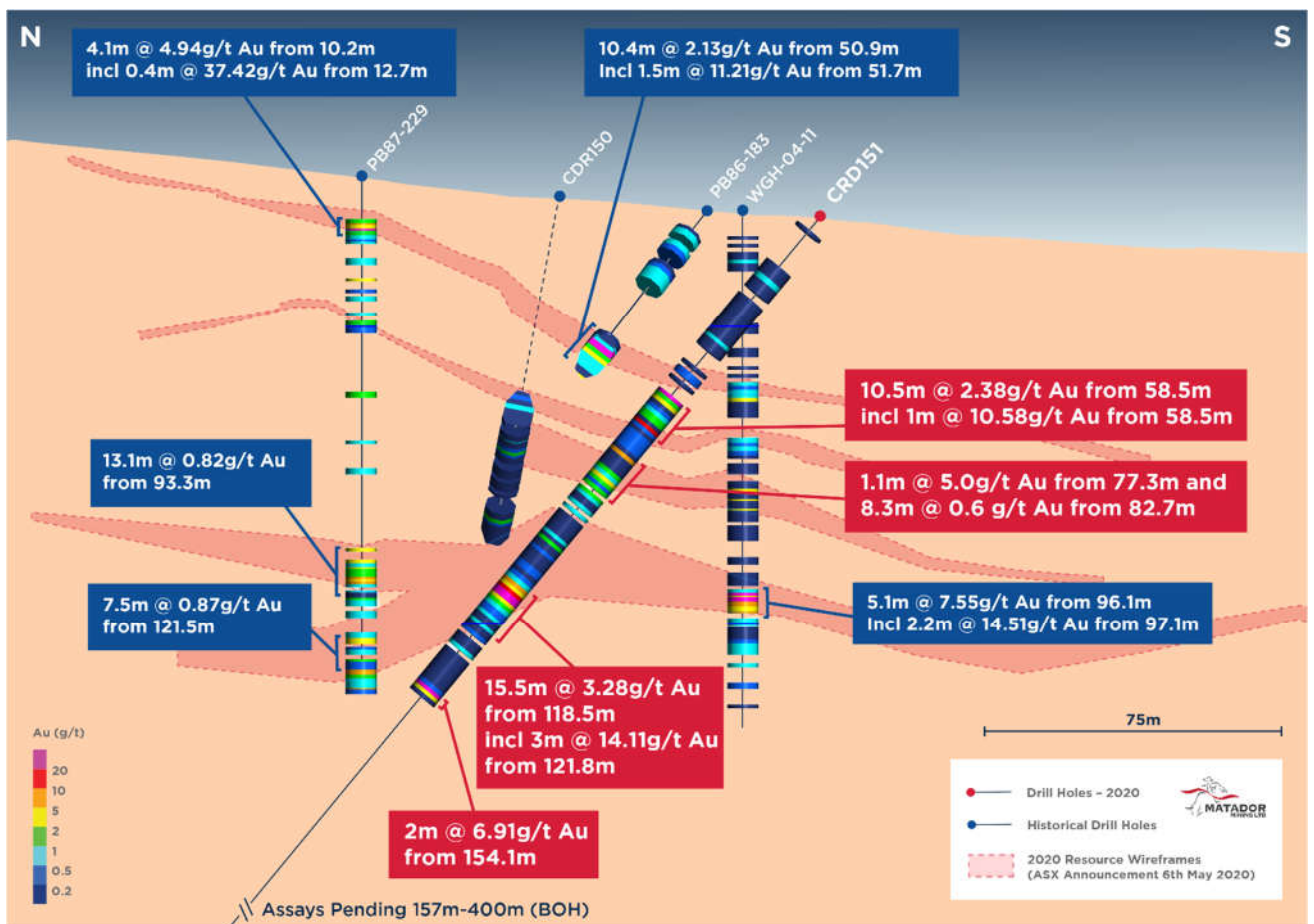 N
S
4.1m @ 4.94g/t Au from 10.2m
incl 0.4m @ 37.42g/t Au from 12.7m
10.4m @ 2.13g/t Au from 50.9m
Incl 1.5m @ 11.21g/t Au from 51.7m
PB87-229
CDR150
PB86-183
WGH-04-11
CRD151
10.5m @ 2.38g/t Au from 58.5m
incl 1m @ 10.58g/t Au from 58.5m
1.1m @ 5.0g/t Au from 77.3m and
8.3m @ 0.6 g/t Au from 82.7m
13.1m @ 0.82g/t Au
from 93.3m
7.5m @ 0.87g/t Au
from 121.5m
5.1m @ 7.55g/t Au from 96.1m
Incl 2.2m @ 14.51g/t Au from 97.1m
15.5m @ 3.28g/t Au
from 118.5m
incl 3m @ 14.11g/t Au
from 121.8m
2m @ 6.91g/t Au
from 154.1m
75m
Au (g/t)
20
10
5
2
1
0.5
0.2
Drill Holes – 2020
Historical Drill Holes
2020 Resource Wireframes
(ASX Announcement 6th May 2020)
MATADOR
MINING LTD
Assays Pending 157m-400m (BOH)